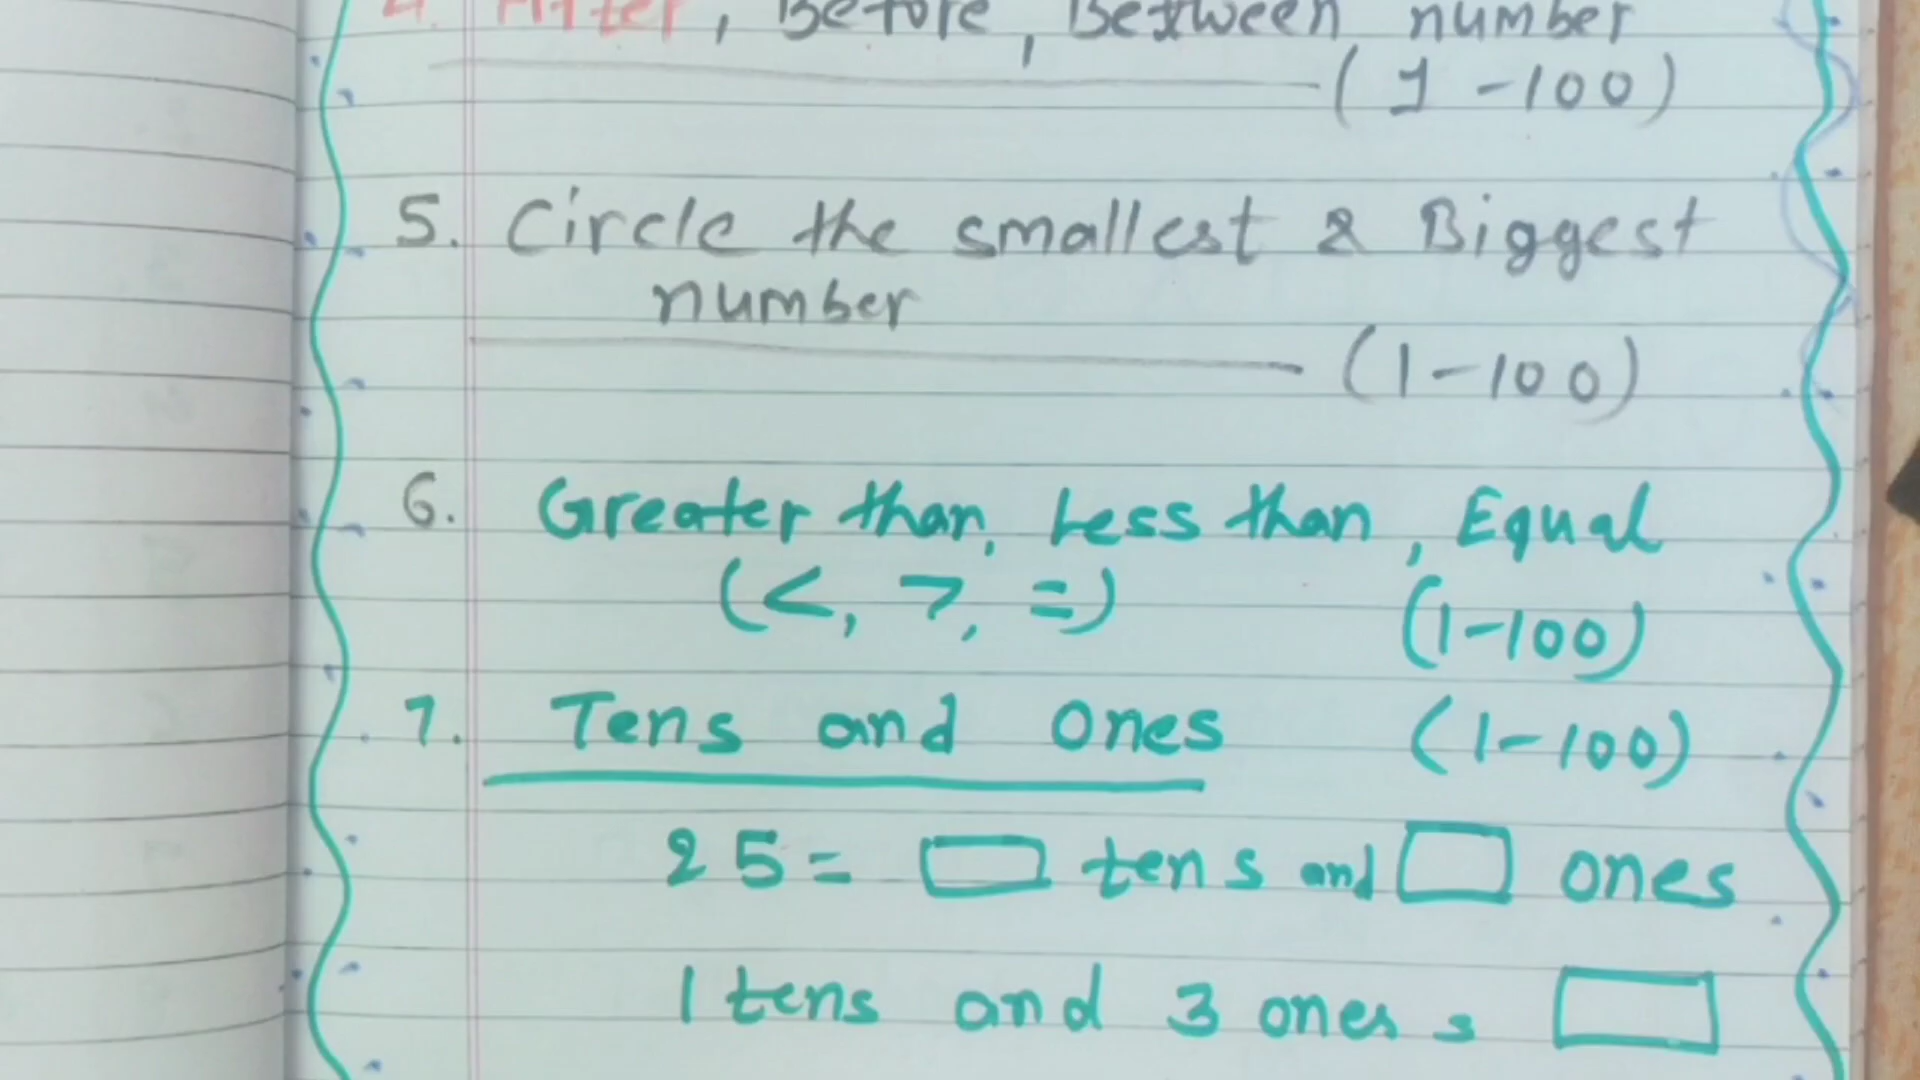 4. After, Before, Between number
(1-100)
5. Circle the smallest & Biggest
number
(1-100)
6. Greater than, Less than, Equal
(<, >, =) (1-100)
7. Tens and Ones (1-100)
25 = tens and ones
1 tens and 3 ones =